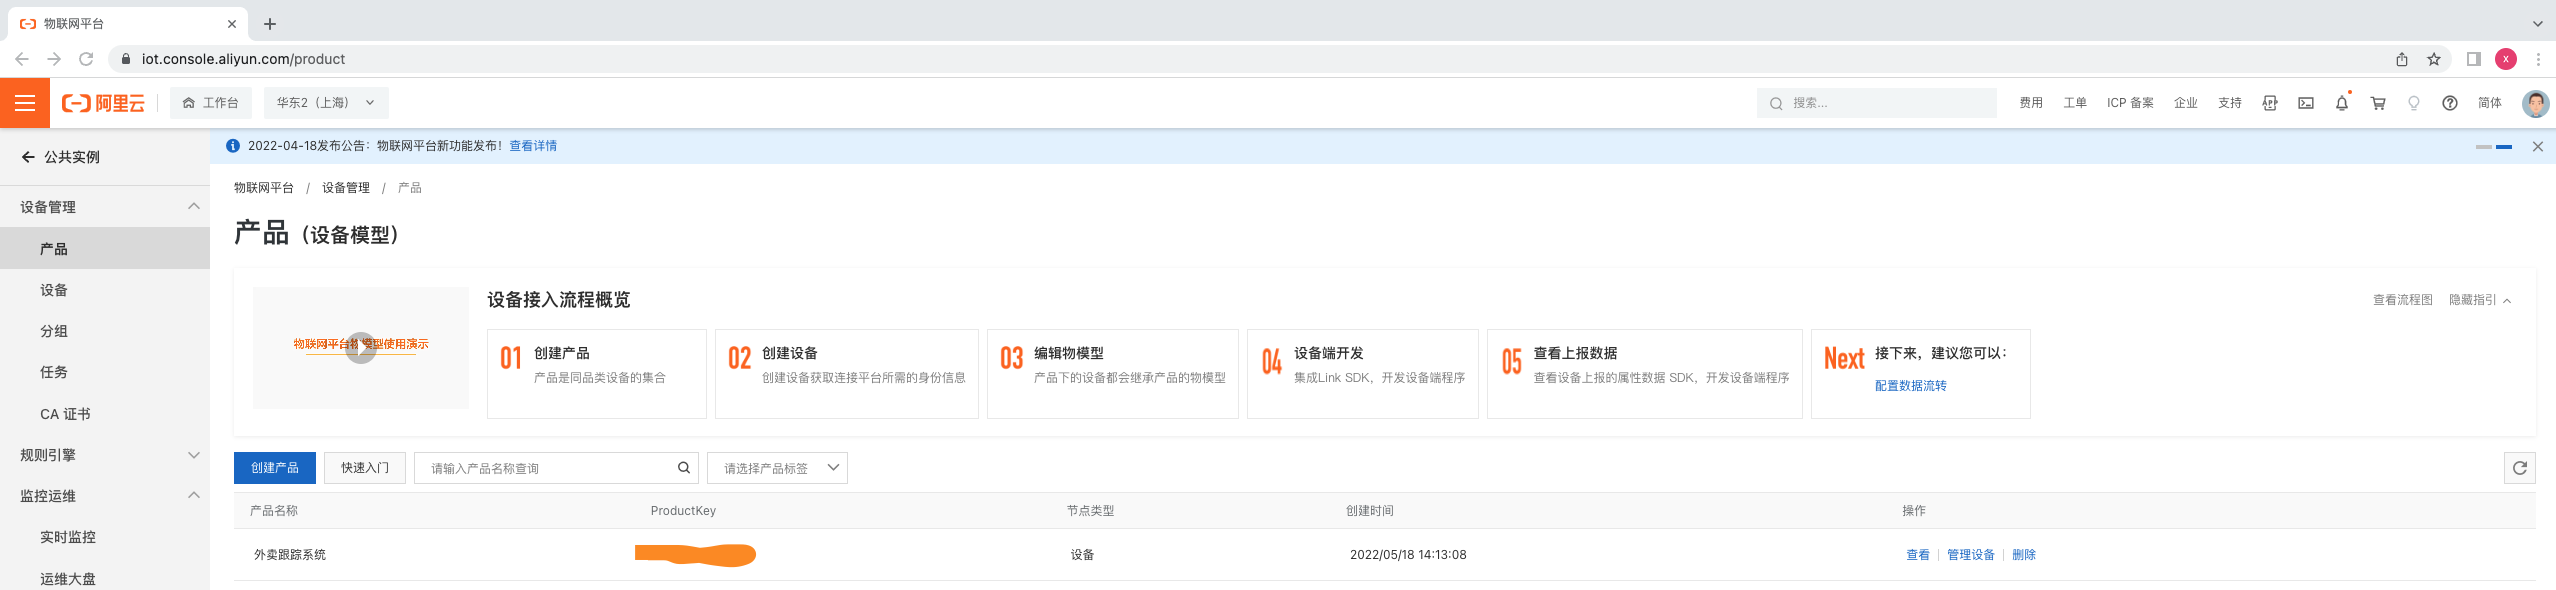 物联网平台
iot.console.aliyun.com/product
X
阿里云 工作台 华东2（上海） 搜索... 费用 工单 ICP 备案 企业 支持 APP 简体
公共实例
2022-04-18发布公告：物联网平台新功能发布！查看详情
物联网平台 / 设备管理 / 产品
设备管理
产品
设备
分组
任务
CA 证书
规则引擎
监控运维
实时监控
运维大盘
产品（设备模型）
物联网平台物模型使用演示
设备接入流程概览
查看流程图 隐藏指引
01 创建产品
产品是同品类设备的集合
02 创建设备
创建设备获取连接平台所需的身份信息
03 编辑物模型
产品下的设备都会继承产品的物模型
04 设备端开发
集成Link SDK，开发设备端程序
05 查看上报数据
查看设备上报的属性数据 SDK，开发设备端程序
Next 接下来，建议您可以：
配置数据流转
创建产品 快速入门 请输入产品名称查询 请选择产品标签
产品名称 ProductKey 节点类型 创建时间 操作
外卖跟踪系统 设备 2022/05/18 14:13:08 查看 管理设备 删除